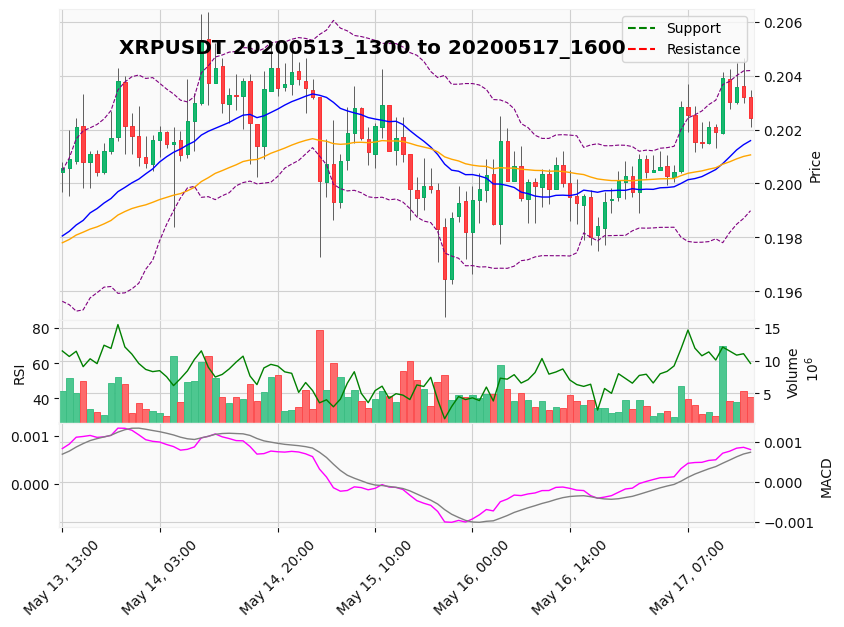 XRPUSDT 20200513_1300 to 20200517_1600
Support
Resistance
0.206
0.204
0.202
0.200
0.198
0.196
Price
80
60
40
RSI
15
10
5
Volume
10^6
0.001
0.000
0.001
0.000
−0.001
MACD
May 13, 13:00
May 14, 03:00
May 14, 20:00
May 15, 10:00
May 16, 00:00
May 16, 14:00
May 17, 07:00